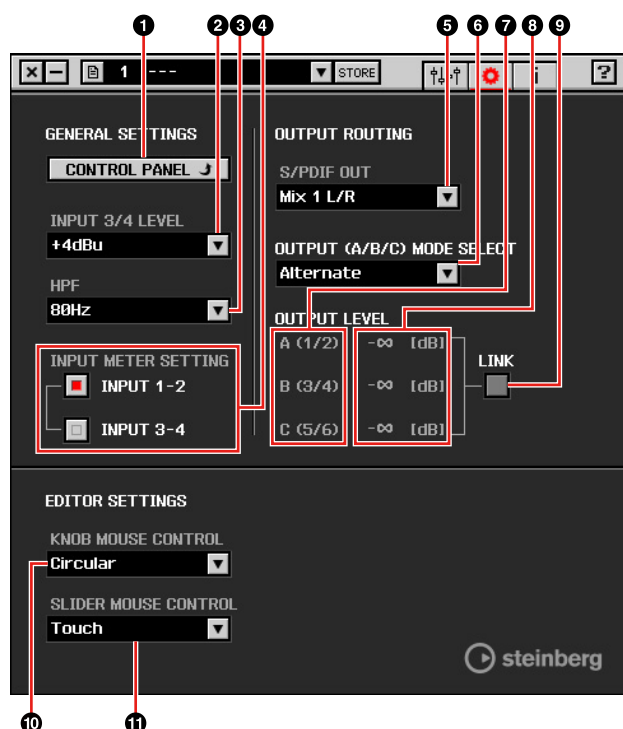 1 2 3 4 5 6 7 8 9
1 --- STORE i ?
GENERAL SETTINGS
CONTROL PANEL
INPUT 3/4 LEVEL
+4dBu
HPF
80Hz
INPUT METER SETTING
INPUT 1-2
INPUT 3-4
OUTPUT ROUTING
S/PDIF OUT
Mix 1 L/R
OUTPUT (A/B/C) MODE SELECT
Alternate
OUTPUT LEVEL
A (1/2) -∞ [dB]
B (3/4) -∞ [dB]
C (5/6) -∞ [dB]
LINK
EDITOR SETTINGS
KNOB MOUSE CONTROL
Circular
SLIDER MOUSE CONTROL
Touch
steinberg
10 11